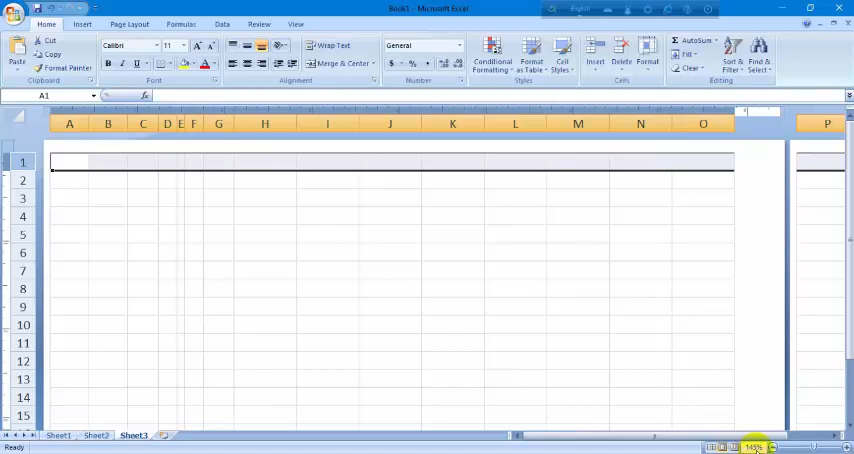 Book1 - Microsoft Excel
English
Home Insert Page Layout Formulas Data Review View
Paste
Cut
Copy
Format Painter
Clipboard
Calibri 11
B I U
Font
Wrap Text
Merge & Center
Alignment
General
$ % ,
Number
Conditional Formatting
Format as Table
Cell Styles
Styles
Insert Delete Format
Cells
Σ AutoSum
Fill
Clear
Sort & Filter
Find & Select
Editing
A1 fx
A B C D E F G H I J K L M N O P
1
2
3
4
5
6
7
8
9
10
11
12
13
14
15
Sheet1 Sheet2 Sheet3
Ready 145%